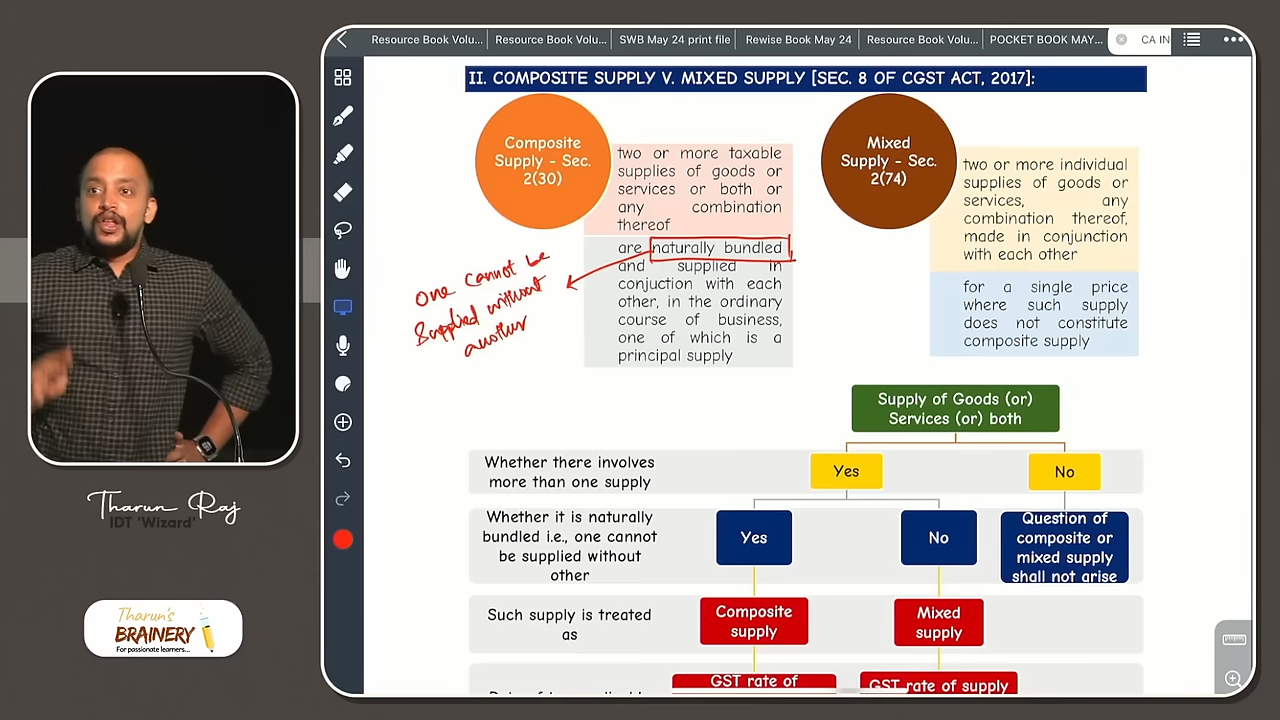 Resource Book Volu...
Resource Book Volu...
SWB May 24 print file
Rewise Book May 24
Resource Book Volu...
POCKET BOOK MAY...
CA IN
II. COMPOSITE SUPPLY V. MIXED SUPPLY [SEC. 8 OF CGST ACT, 2017]:
Composite
Supply - Sec.
2(30)
two or more taxable
supplies of goods or
services or both or
any combination
thereof
are naturally bundled
and supplied in
conjuction with each
other, in the ordinary
course of business,
one of which is a
principal supply
One cannot be
Supplied without
another
Mixed
Supply - Sec.
2(74)
two or more individual
supplies of goods or
services, any
combination thereof,
made in conjunction
with each other
for a single price
where such supply
does not constitute
composite supply
Supply of Goods (or)
Services (or) both
Whether there involves
more than one supply
Yes
No
Whether it is naturally
bundled i.e., one cannot
be supplied without
other
Yes
No
Question of
composite or
mixed supply
shall not arise
Such supply is treated
as
Composite
supply
Mixed
supply
GST rate of
GST rate of supply
Tharun Raj
IDT 'Wizard'
Tharun's
BRAINERY
For passionate learners...